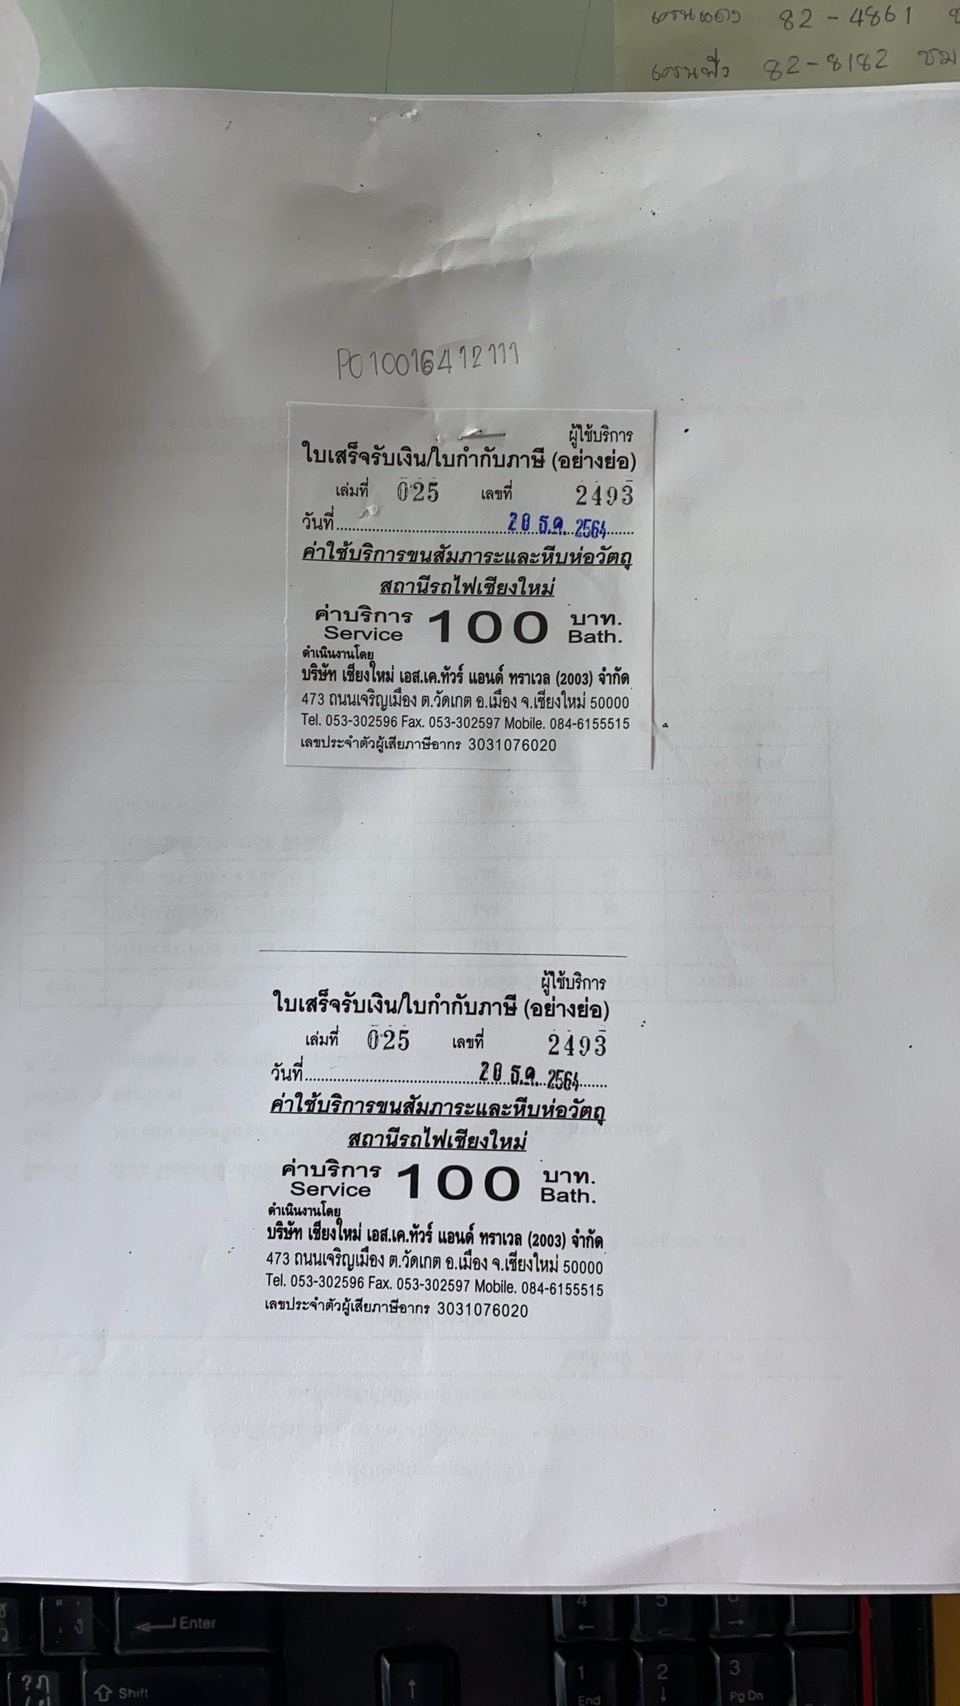 82 - 4861
82-8182 ชม
PO10016412111
ผู้ใช้บริการ
ใบเสร็จรับเงิน/ใบกำกับภาษี (อย่างย่อ)
เล่มที่ 025 เลขที่ 2493
วันที่ 20 ธ.ค. 2564
ค่าใช้บริการขนสัมภาระและหีบห่อวัตถุ
สถานีรถไฟเชียงใหม่
ค่าบริการ 100 บาท.
Service Bath.
ดำเนินงานโดย
บริษัท เชียงใหม่ เอส.เค.ทัวร์ แอนด์ ทราเวล (2003) จำกัด
473 ถนนเจริญเมือง ต.วัดเกต อ.เมือง จ.เชียงใหม่ 50000
Tel. 053-302596 Fax. 053-302597 Mobile. 084-6155515
เลขประจำตัวผู้เสียภาษีอากร 3031076020
ผู้ใช้บริการ
ใบเสร็จรับเงิน/ใบกำกับภาษี (อย่างย่อ)
เล่มที่ 025 เลขที่ 2493
วันที่ 20 ธ.ค. 2564
ค่าใช้บริการขนสัมภาระและหีบห่อวัตถุ
สถานีรถไฟเชียงใหม่
ค่าบริการ 100 บาท.
Service Bath.
ดำเนินงานโดย
บริษัท เชียงใหม่ เอส.เค.ทัวร์ แอนด์ ทราเวล (2003) จำกัด
473 ถนนเจริญเมือง ต.วัดเกต อ.เมือง จ.เชียงใหม่ 50000
Tel. 053-302596 Fax. 053-302597 Mobile. 084-6155515
เลขประจำตัวผู้เสียภาษีอากร 3031076020
Enter
4 5
Shift
1 2 3
End Pg Dn